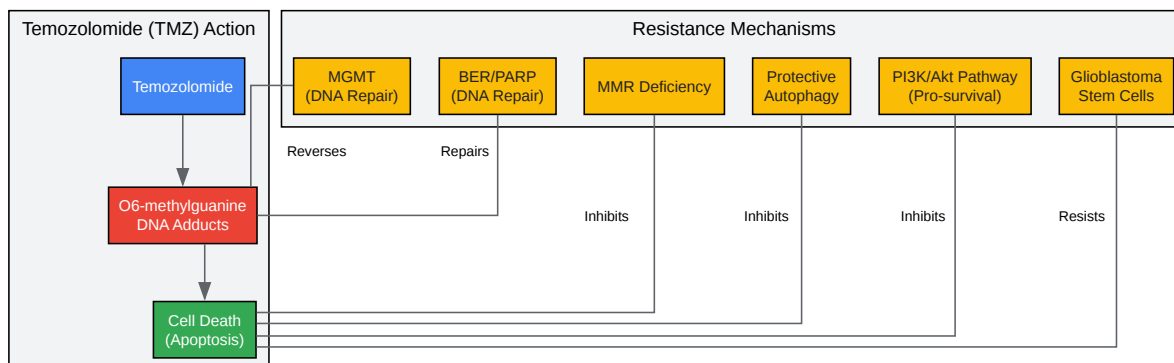 Temozolomide (TMZ) Action
Resistance Mechanisms
Temozolomide
MGMT
(DNA Repair)
BER/PARP
(DNA Repair)
MMR Deficiency
Protective
Autophagy
PI3K/Akt Pathway
(Pro-survival)
Glioblastoma
Stem Cells
Reverses
Repairs
O6-methylguanine
DNA Adducts
Inhibits
Inhibits
Inhibits
Resists
Cell Death
(Apoptosis)